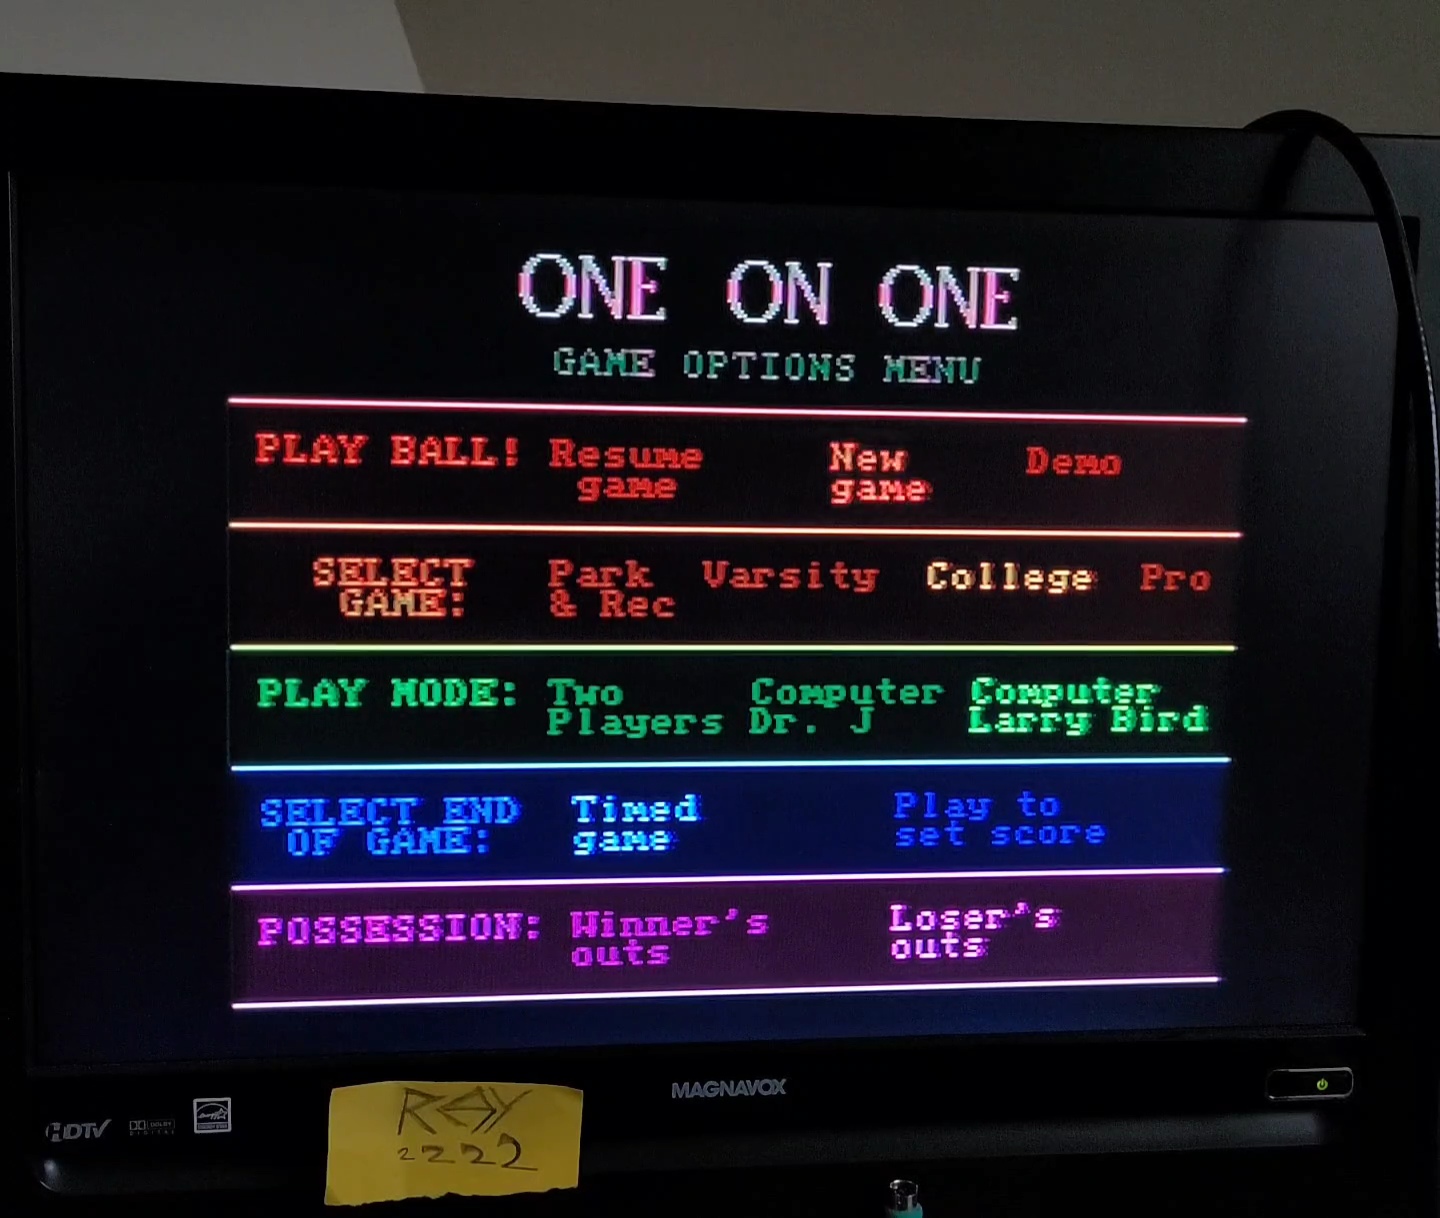 ONE ON ONE
GAME OPTIONS MENU
PLAY BALL! Resume game New game Demo
SELECT GAME: Park & Rec Varsity College Pro
PLAY MODE: Two Players Computer Dr. J Computer Larry Bird
SELECT END OF GAME: Timed game Play to set score
POSSESSION: Winner's outs Loser's outs
MAGNAVOX
HDTV
DOLBY
DIGITAL
RAY
2222